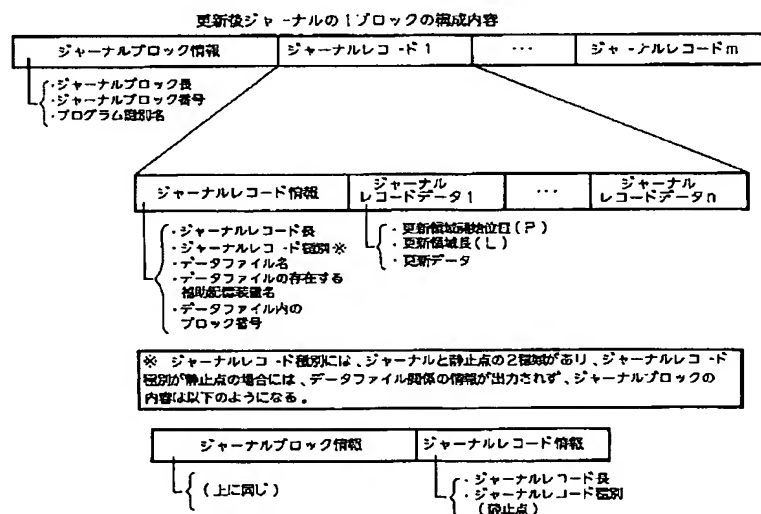 更新後ジャーナルの1ブロックの構成内容
ジャーナルブロック情報 ジャーナルレコード1 ・・・ ジャーナルレコードm
・ジャーナルブロック長
・ジャーナルブロック番号
・プログラム識別名
ジャーナルレコード情報 ジャーナルレコードデータ1 ・・・ ジャーナルレコードデータn
・ジャーナルレコード長
・ジャーナルレコード種別※
・データファイル名
・データファイルの存在する
補助記憶装置名
・データファイル内の
ブロック番号
・更新領域開始位置(P)
・更新領域長(L)
・更新データ
※ ジャーナルレコード種別には、ジャーナルと静止点の2種類があり、ジャーナルレコード
種別が静止点の場合には、データファイル関係の情報が出力されず、ジャーナルブロックの
内容は以下のようになる。
ジャーナルブロック情報 ジャーナルレコード情報
(上に同じ)
・ジャーナルレコード長
・ジャーナルレコード種別
(静止点)